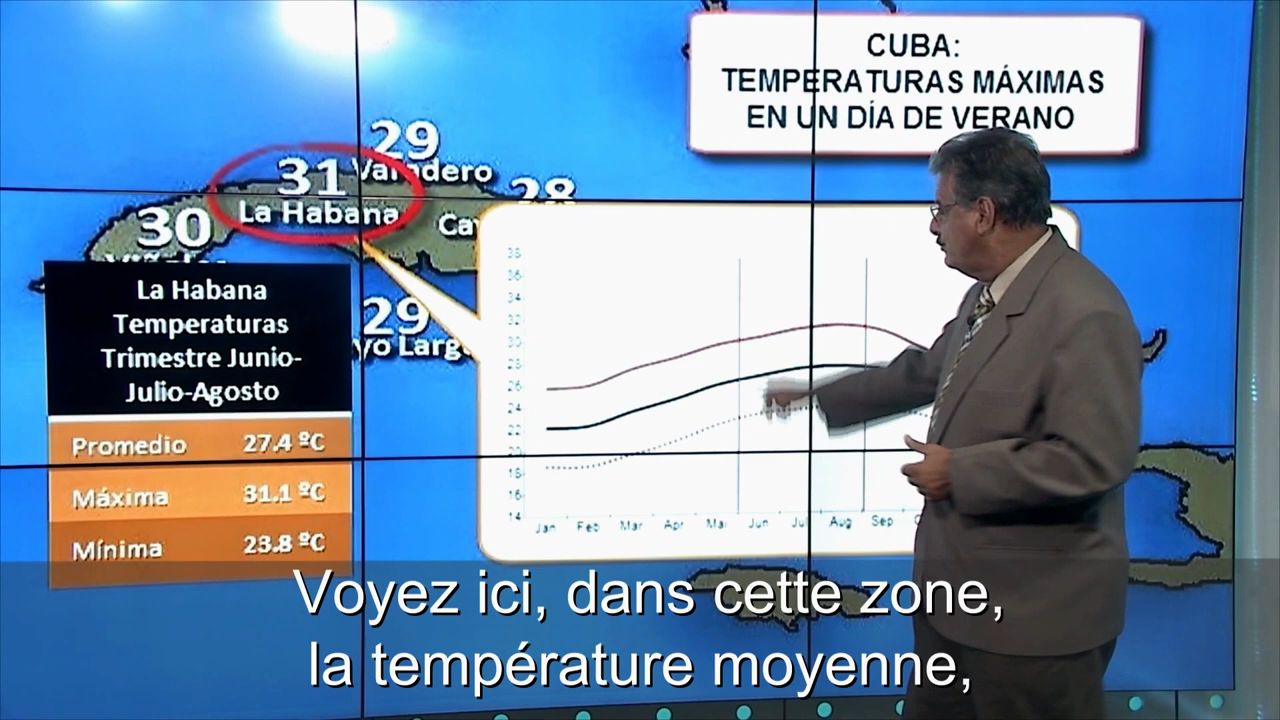 CUBA:
TEMPERATURAS MÁXIMAS
EN UN DÍA DE VERANO
29
Varadero
31
La Habana
28
30
29
La Habana
Temperaturas
Trimestre Junio-
Julio-Agosto
Promedio 27.4 ºC
Máxima 31.1 ºC
Mínima 23.8 ºC
38
36
34
32
30
28
26
24
22
20
18
16
14
Jan Feb Mar Apr Mai Jun Jul Aug Sep
Voyez ici, dans cette zone,
la température moyenne,